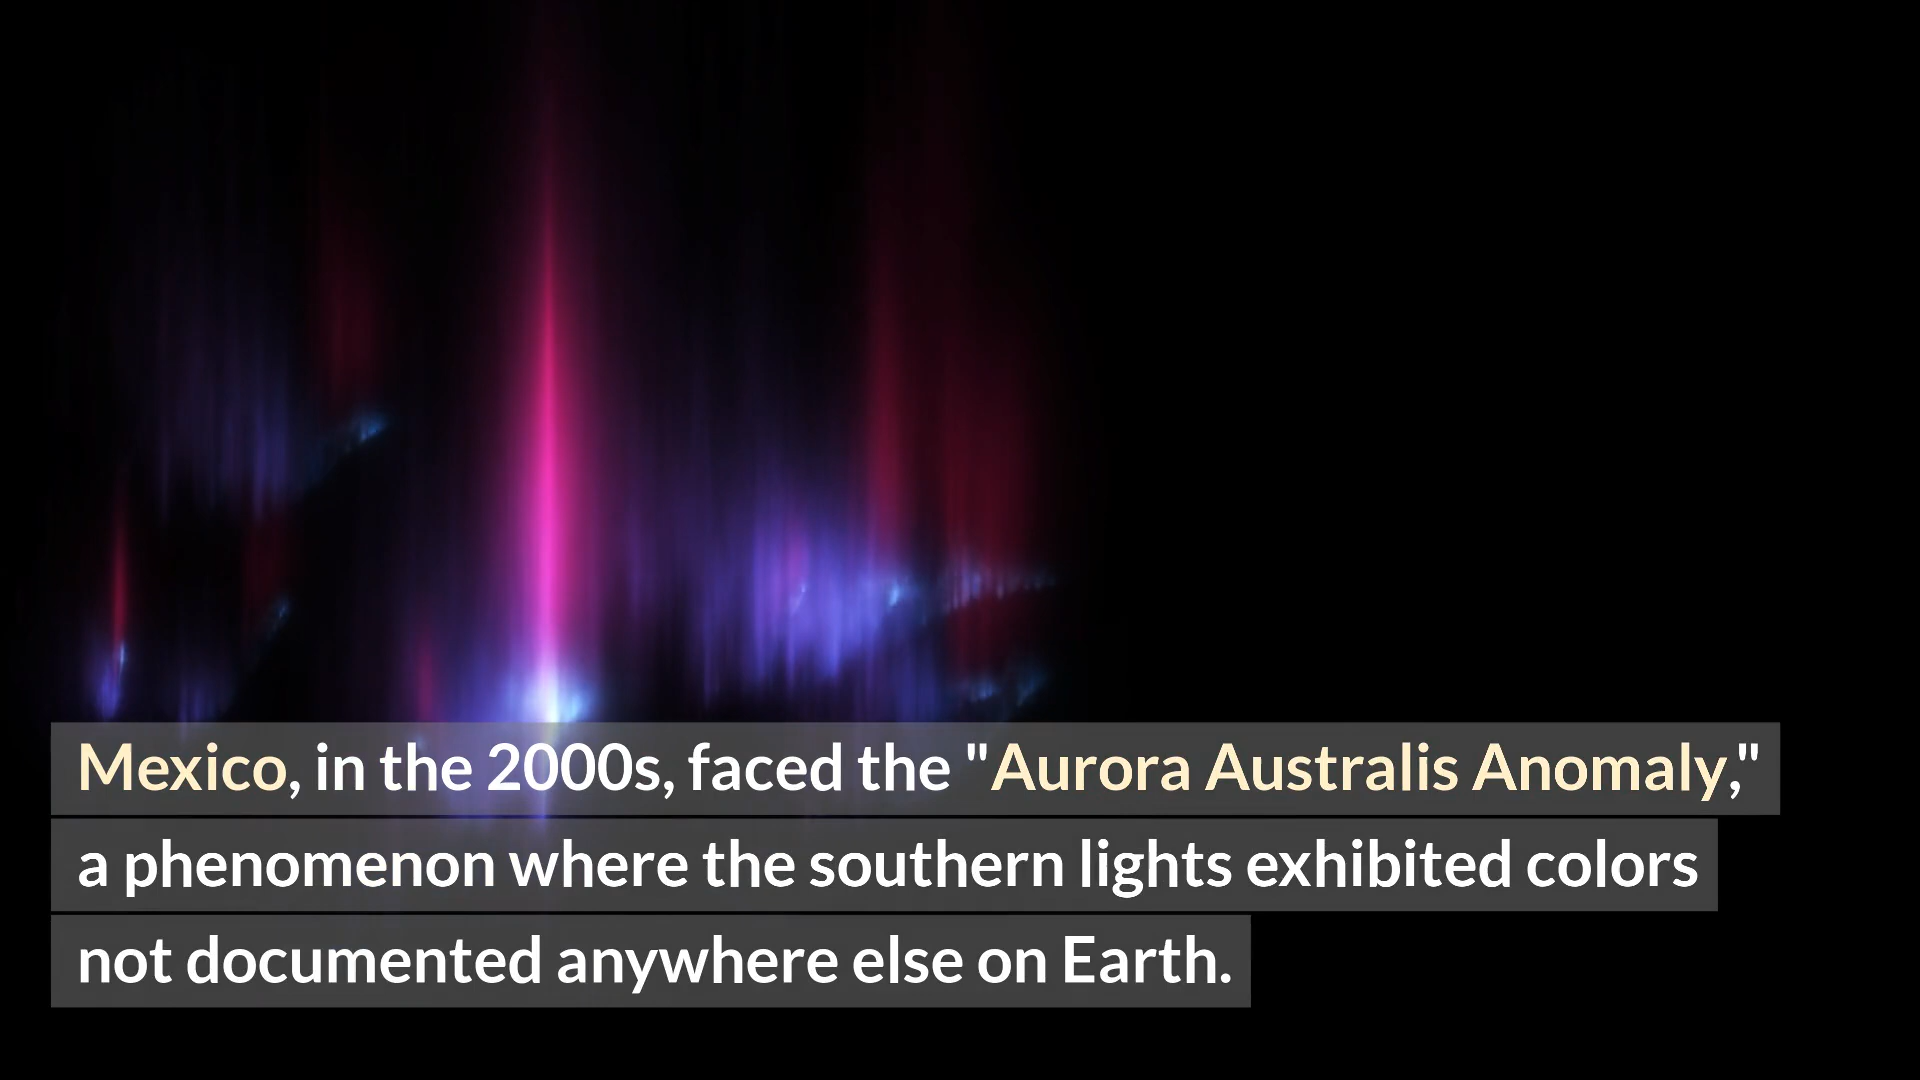 Mexico, in the 2000s, faced the "Aurora Australis Anomaly,"
a phenomenon where the southern lights exhibited colors
not documented anywhere else on Earth.